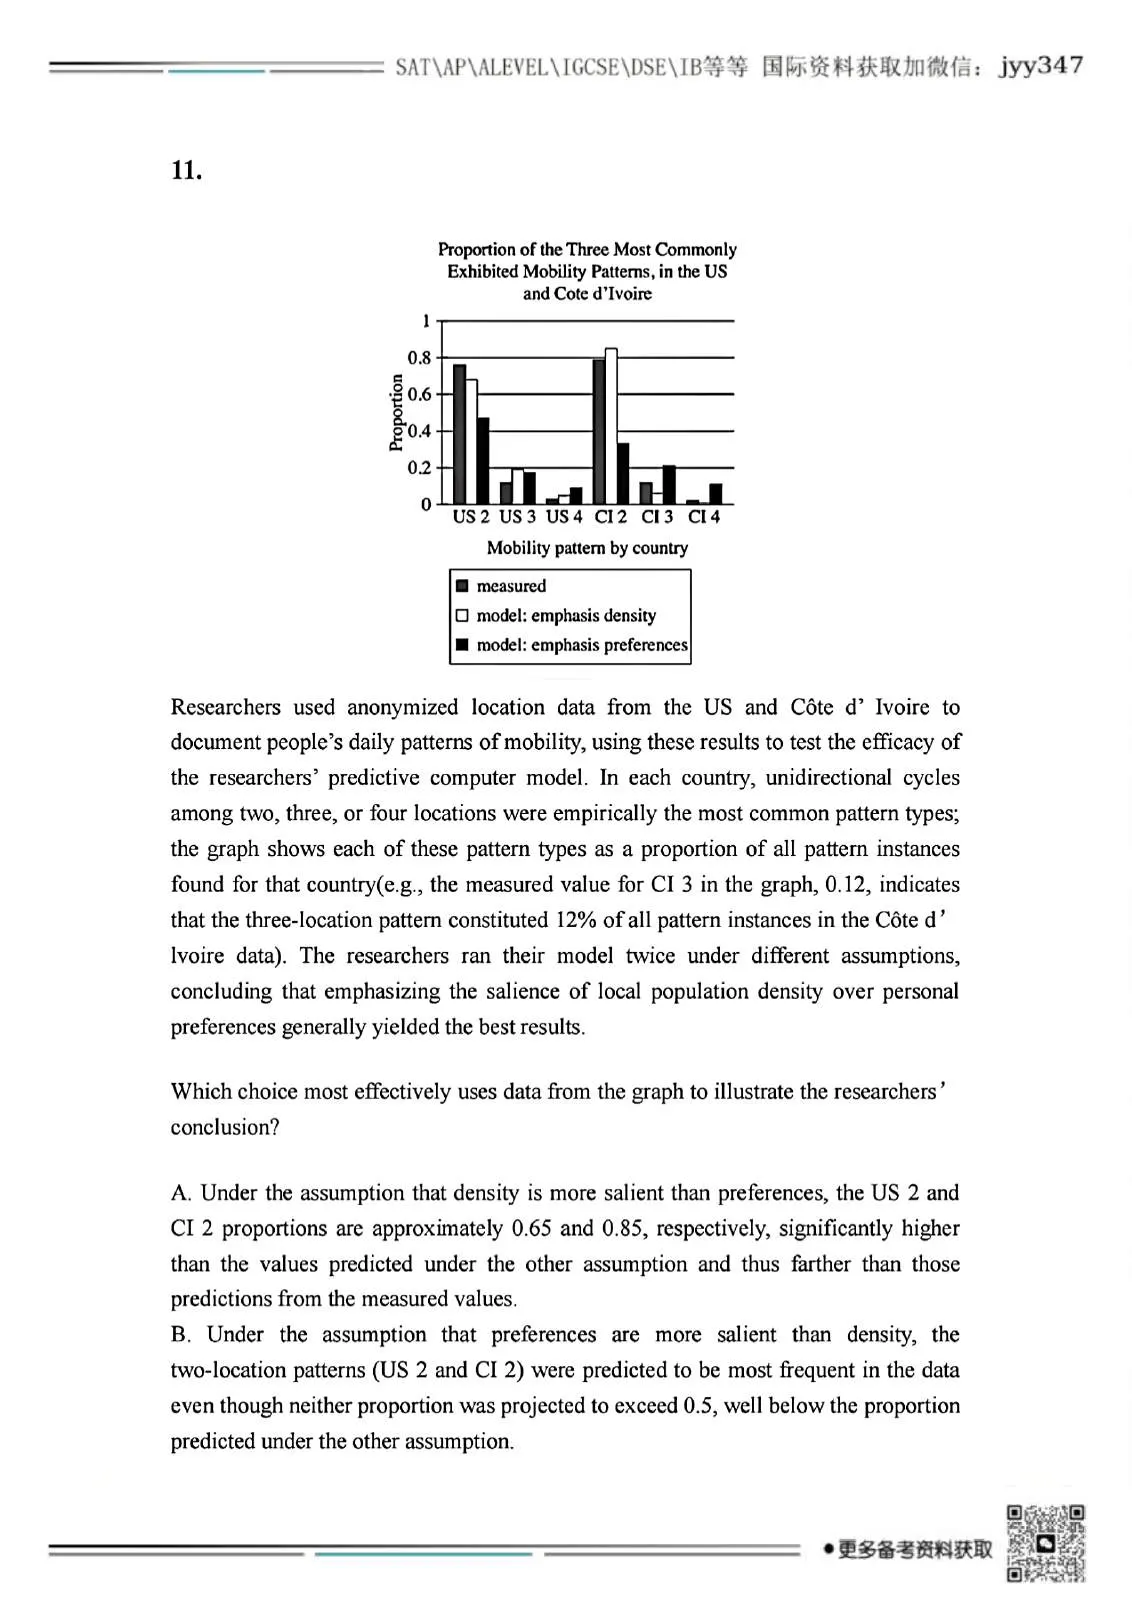 SAT\AP\ALEVEL\IGCSE\DSE\IB等等 国际资料获取加微信：jyy347
11.
Proportion of the Three Most Commonly
Exhibited Mobility Patterns, in the US
and Cote d'Ivoire
1
0.8
0.6
0.4
0.2
0
Proportion
US 2 US 3 US 4 CI 2 CI 3 CI 4
Mobility pattern by country
measured
model: emphasis density
model: emphasis preferences
Researchers used anonymized location data from the US and Côte d’ Ivoire to
document people’s daily patterns of mobility, using these results to test the efficacy of
the researchers’ predictive computer model. In each country, unidirectional cycles
among two, three, or four locations were empirically the most common pattern types;
the graph shows each of these pattern types as a proportion of all pattern instances
found for that country(e.g., the measured value for CI 3 in the graph, 0.12, indicates
that the three-location pattern constituted 12% of all pattern instances in the Côte d’
lvoire data). The researchers ran their model twice under different assumptions,
concluding that emphasizing the salience of local population density over personal
preferences generally yielded the best results.
Which choice most effectively uses data from the graph to illustrate the researchers’
conclusion?
A. Under the assumption that density is more salient than preferences, the US 2 and
CI 2 proportions are approximately 0.65 and 0.85, respectively, significantly higher
than the values predicted under the other assumption and thus farther than those
predictions from the measured values.
B. Under the assumption that preferences are more salient than density, the
two-location patterns (US 2 and CI 2) were predicted to be most frequent in the data
even though neither proportion was projected to exceed 0.5, well below the proportion
predicted under the other assumption.
●更多备考资料获取